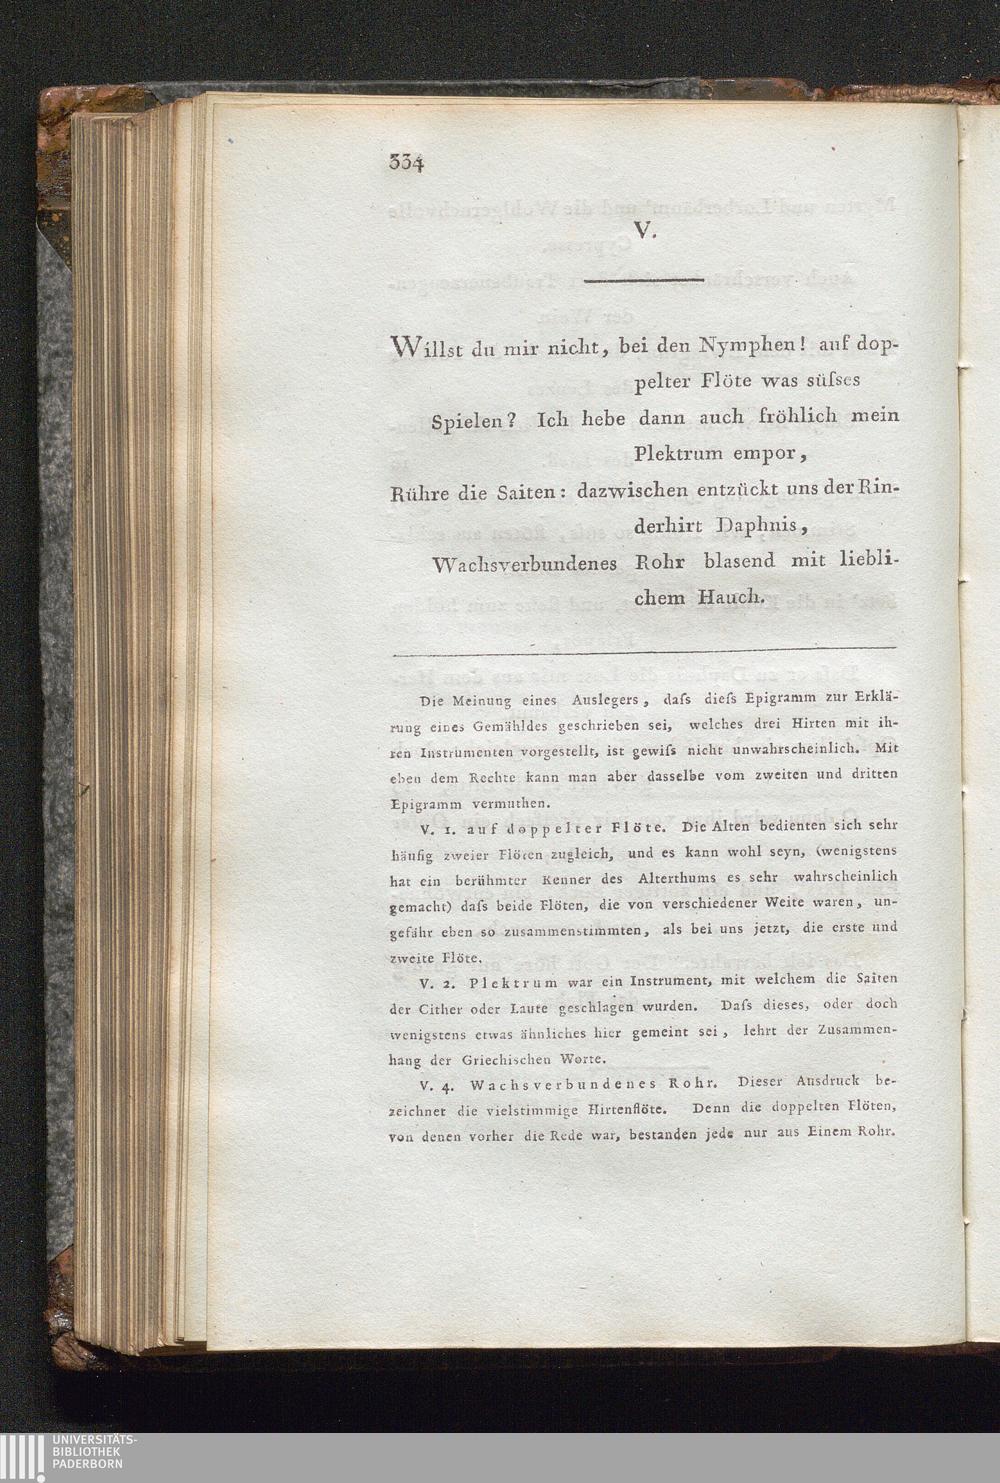 334
V.
Willst du mir nicht, bei den Nymphen! auf dop-
pelter Flöte was süſses
Spielen? Ich hebe dann auch fröhlich mein
Plektrum empor,
Rühre die Saiten: dazwischen entzückt uns der Rin-
derhirt Daphnis,
Wachsverbundenes Rohr blasend mit liebli-
chem Hauch.
Die Meinung eines Auslegers, daſs dieſs Epigramm zur Erklä-
rung eines Gemähldes geschrieben sei, welches drei Hirten mit ih-
ren Instrumenten vorgestellt, ist gewiſs nicht unwahrscheinlich. Mit
eben dem Rechte kann man aber dasselbe vom zweiten und dritten
Epigramm vermuthen.
V. 1. auf doppelter Flöte. Die Alten bedienten sich sehr
häufig zweier Flöten zugleich, und es kann wohl seyn, (wenigstens
hat ein berühmter Kenner des Alterthums es sehr wahrscheinlich
gemacht) daſs beide Flöten, die von verschiedener Weite waren, un-
gefähr eben so zusammenstimmten, als bei uns jetzt, die erste und
zweite Flöte.
V. 2. Plektrum war ein Instrument, mit welchem die Saiten
der Cither oder Laute geschlagen wurden. Daſs dieses, oder doch
wenigstens etwas ähnliches hier gemeint sei, lehrt der Zusammen-
hang der Griechischen Worte.
V. 4. Wachsverbundenes Rohr. Dieser Ausdruck be-
zeichnet die vielstimmige Hirtenflöte. Denn die doppelten Flöten,
von denen vorher die Rede war, bestanden jede nur aus Einem Rohr.
UNIVERSITÄTS-
BIBLIOTHEK
PADERBORN